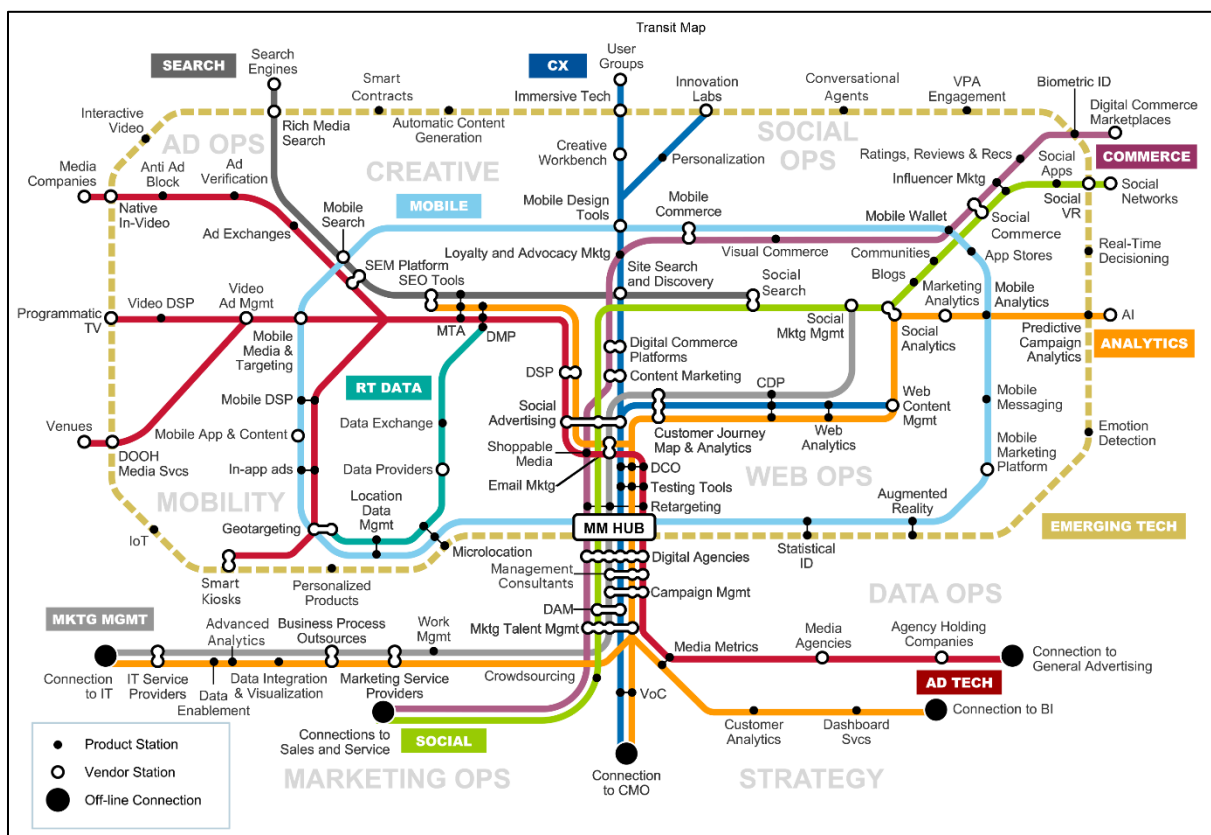 Transit Map
SEARCH
Search
Engines
CX
User
Groups
Immersive Tech
Innovation
Labs
Smart
Contracts
Conversational
Agents
VPA
Engagement
Biometric ID
Digital Commerce
Marketplaces
Interactive
Video
AD OPS
Rich Media
Search
Automatic Content
Generation
CREATIVE
Creative
Workbench
Personalization
SOCIAL
OPS
Ratings, Reviews & Recs
COMMERCE
Media
Companies
Anti Ad
Block
Ad
Verification
Native
In-Video
Ad Exchanges
MOBILE
Mobile
Search
Mobile Design
Tools
Mobile
Commerce
Influencer Mktg
Social
Apps
Social
VR
Social
Networks
Mobile Wallet
Social
Commerce
Loyalty and Advocacy Mktg
Visual Commerce
Communities
App Stores
Real-Time
Decisioning
SEM Platform
SEO Tools
Site Search
and Discovery
Social
Search
Blogs
Marketing
Analytics
Mobile
Analytics
Programmatic
TV
Video DSP
Video
Ad Mgmt
Mobile
Media &
Targeting
MTA
DMP
Social
Mktg Mgmt
Social
Analytics
Predictive
Campaign
Analytics
AI
ANALYTICS
RT DATA
Digital Commerce
Platforms
DSP
Content Marketing
CDP
Mobile DSP
Data Exchange
Social
Advertising
Web
Content
Mgmt
Mobile
Messaging
Venues
DOOH
Media Svcs
Mobile App & Content
Customer Journey
Map & Analytics
Web
Analytics
Emotion
Detection
Shoppable
Media
In-app ads
Data Providers
Email Mktg
DCO
Testing Tools
WEB OPS
Mobile
Marketing
Platform
MOBILITY
Location
Data
Mgmt
Retargeting
Augmented
Reality
Geotargeting
MM HUB
EMERGING TECH
IoT
Microlocation
Statistical
ID
Smart
Kiosks
Personalized
Products
Digital Agencies
Management
Consultants
Campaign Mgmt
DATA OPS
MKTG MGMT
DAM
Advanced
Analytics
Business Process
Outsources
Work
Mgmt
Mktg Talent Mgmt
Media Metrics
Media
Agencies
Agency Holding
Companies
Connection to
General Advertising
Connection
to IT
IT Service
Providers
Data
Enablement
Data Integration
& Visualization
Marketing Service
Providers
Crowdsourcing
VoC
AD TECH
Customer
Analytics
Dashboard
Svcs
Connection to BI
Connections to
Sales and Service
SOCIAL
MARKETING OPS
Connection
to CMO
STRATEGY
Product Station
Vendor Station
Off-line Connection